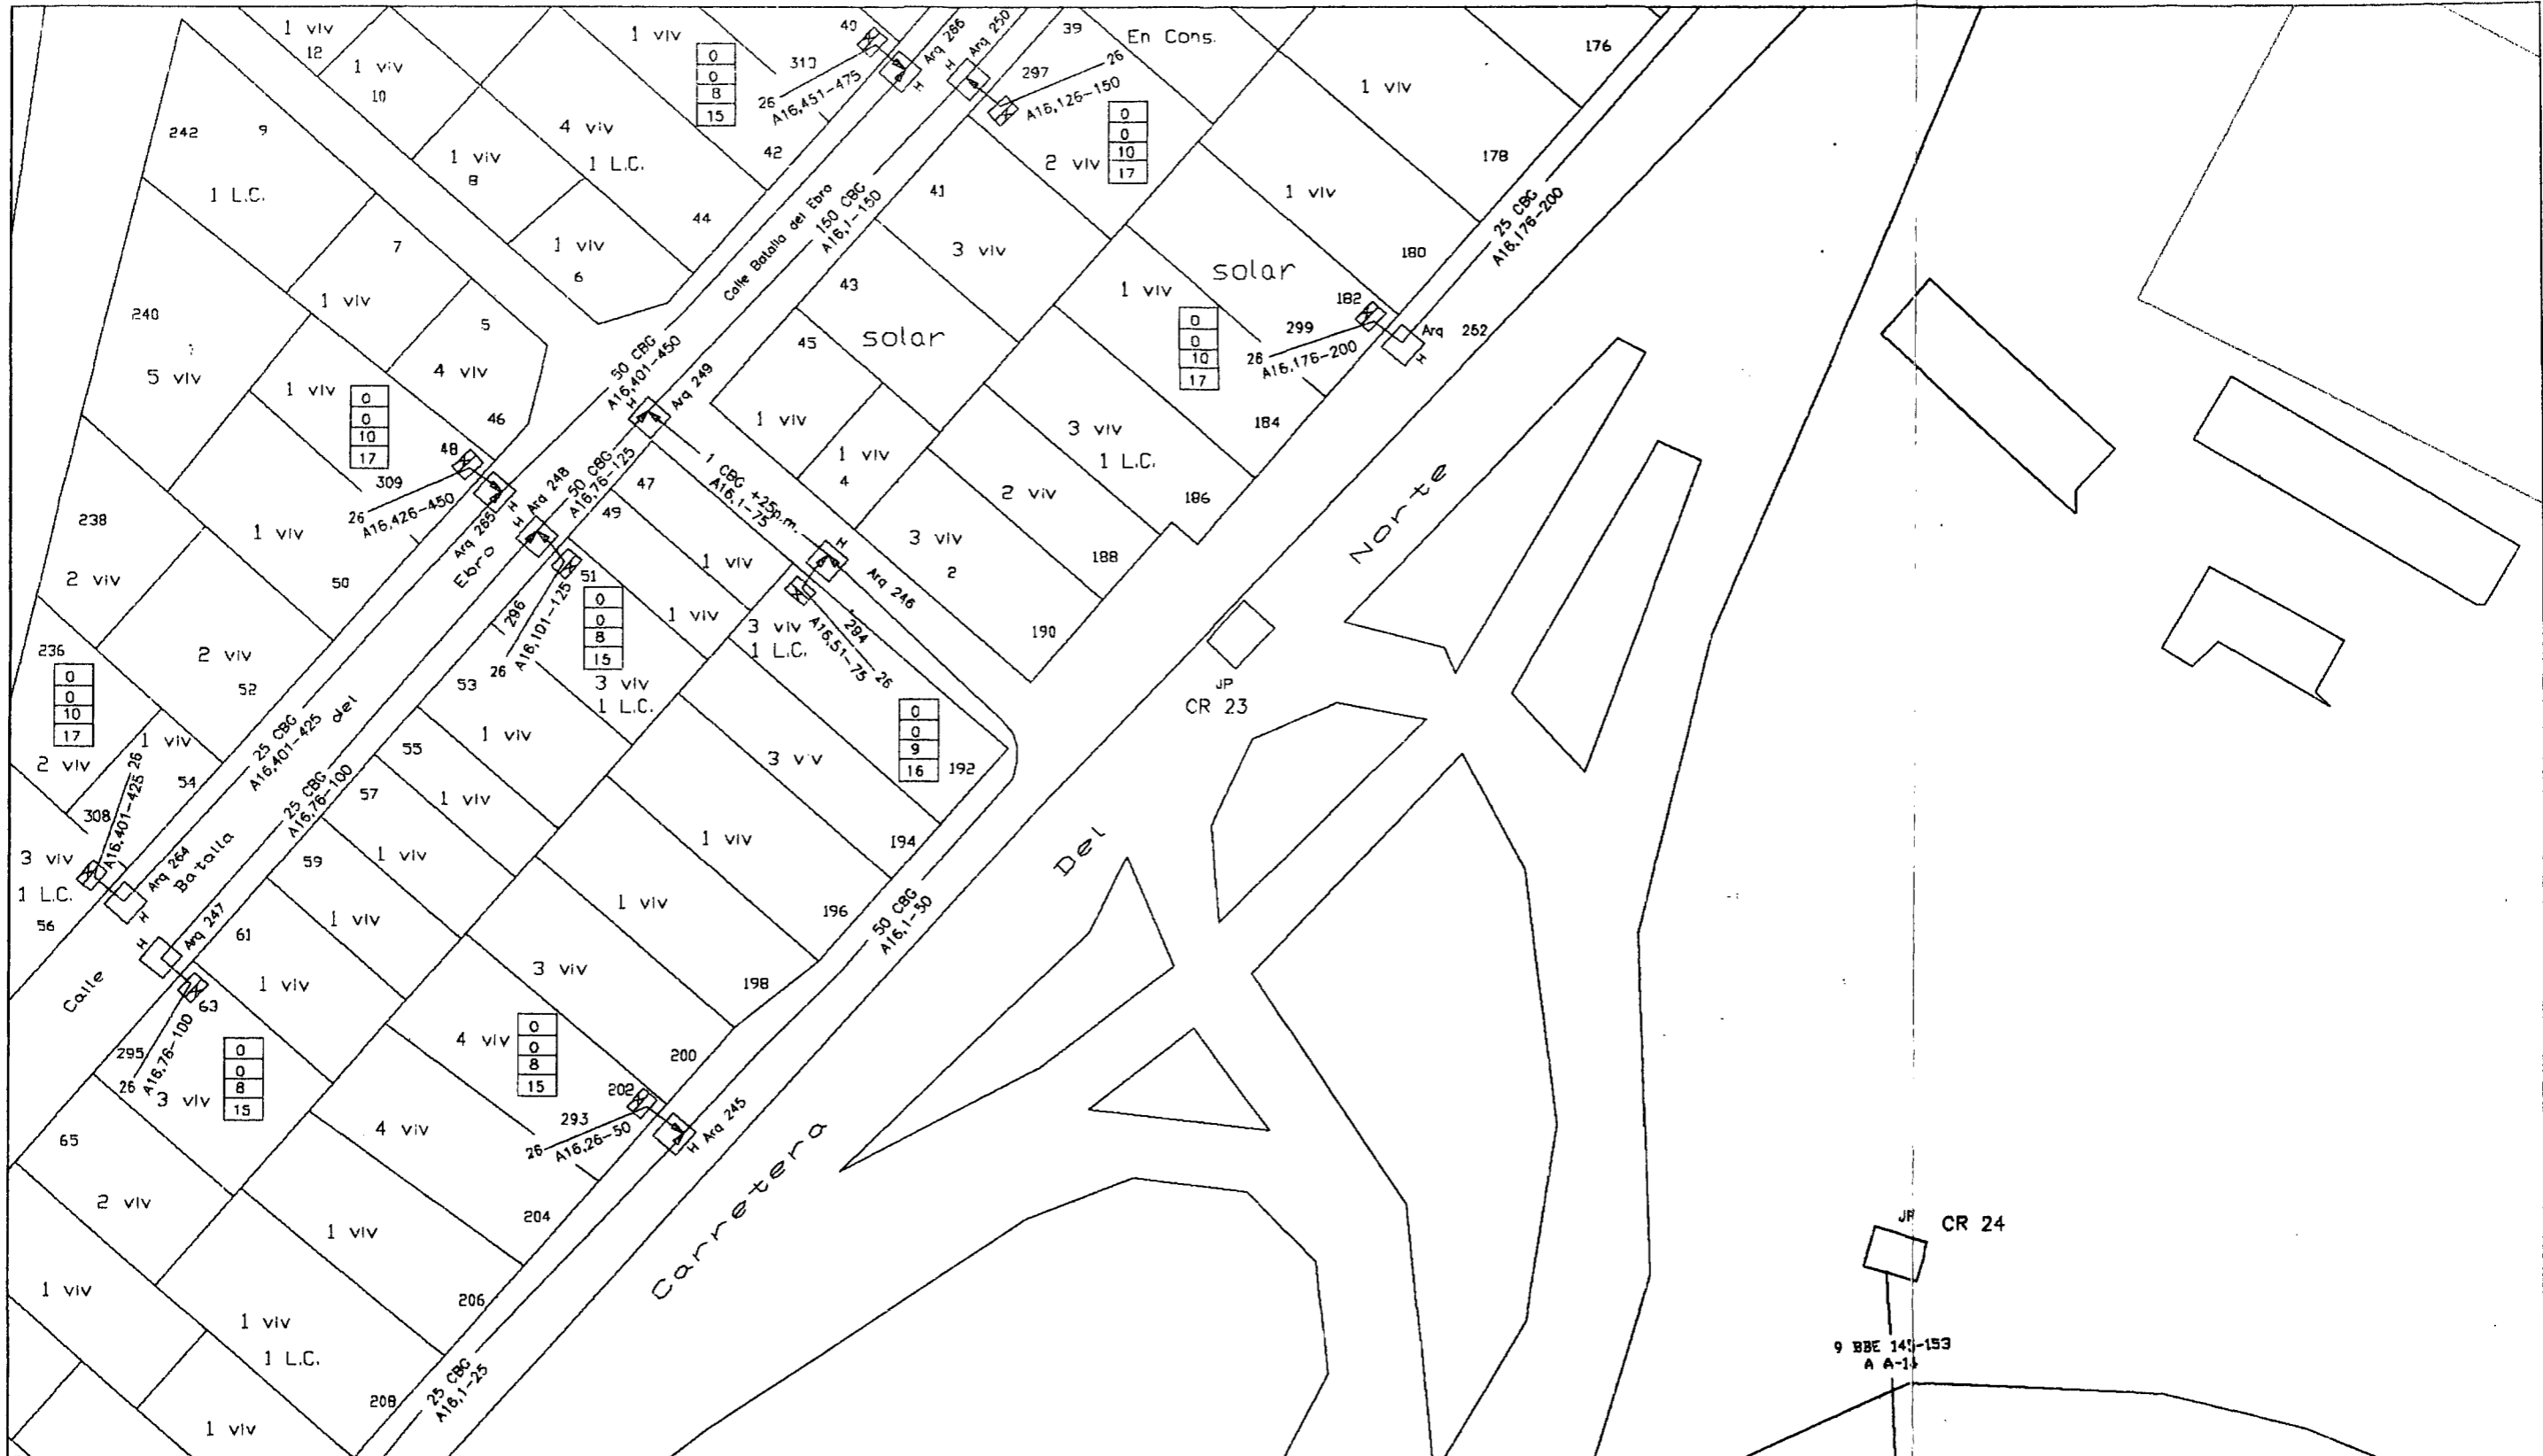 1 viv
12
1 viv
10
1 viv
0
0
8
15
313
40
26
A16,451-475
Arq 266
H
Arq 250
H
39
En Cons.
297
26
A16,126-150
0
0
10
17
2 viv
176
1 viv
178
242
9
1 L.C.
1 viv
8
4 viv
1 L.C.
42
44
1 viv
6
7
1 viv
5
4 viv
46
240
5 viv
1 viv
0
0
10
17
48
309
26
A16,426-450
Arq 265
H
Calle Batalla del Ebro
150 CBG
A16,1-150
41
3 viv
43
solar
45
1 viv
1 viv
4
1 viv
solar
1 viv
180
182
25 CBG
A16,176-200
0
0
10
17
299
26
A16,176-200
Arq 252
H
184
3 viv
1 L.C.
186
2 viv
188
3 viv
2
190
50 CBG
A16,401-450
H
Arq 249
50 CBG
A16,76-125
H
Arq 248
1 CBG +25p.m.
A16,1-75
H
Arq 246
47
49
1 viv
51
1 viv
0
0
8
15
296
26
A16,101-125
3 viv
1 L.C.
3 viv
1 L.C.
294
26
A16,51-75
0
0
9
16
192
3 viv
194
1 viv
196
1 viv
198
238
2 viv
1 viv
50
236
0
0
10
17
2 viv
2 viv
52
1 viv
54
308
A16,401-425
26
3 viv
1 L.C.
56
Arq 264
H
25 CBG
A16,401-425
25 CBG
A16,76-100
53
1 viv
55
1 viv
57
1 viv
59
1 viv
61
1 viv
63
Calle
Batalla
del
Ebro
H
Arq 247
295
26
A16,76-100
3 viv
0
0
8
15
65
2 viv
4 viv
3 viv
4 viv
0
0
8
15
200
202
293
26
A16,26-50
Arq 245
H
204
1 viv
206
1 viv
1 viv
1 L.C.
208
1 viv
50 CBG
A16,1-50
25 CBG
A16,1-25
Carretera
Del
Norte
JP
CR 23
JP
CR 24
9 BBE 145-153